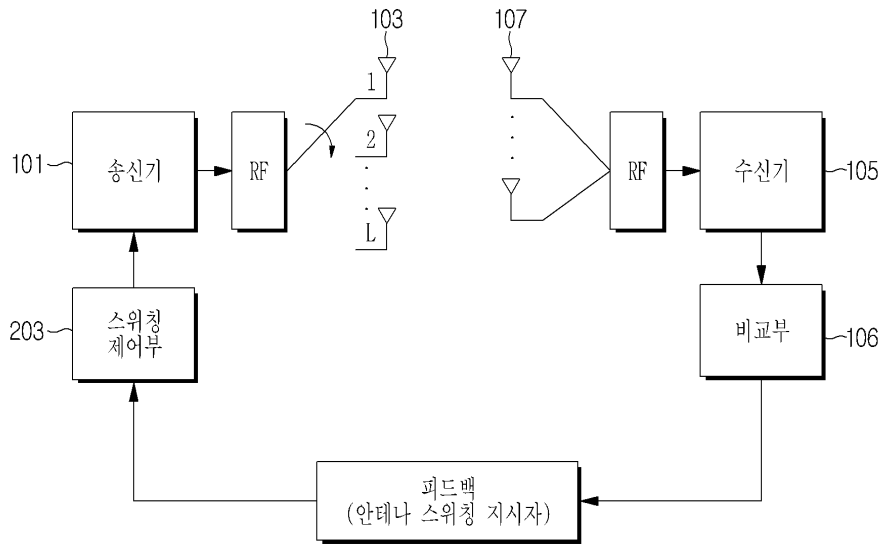 103
107
1
2
L
101
송신기
RF
RF
수신기
105
203
스위칭
제어부
비교부
106
피드백
(안테나 스위칭 지시자)